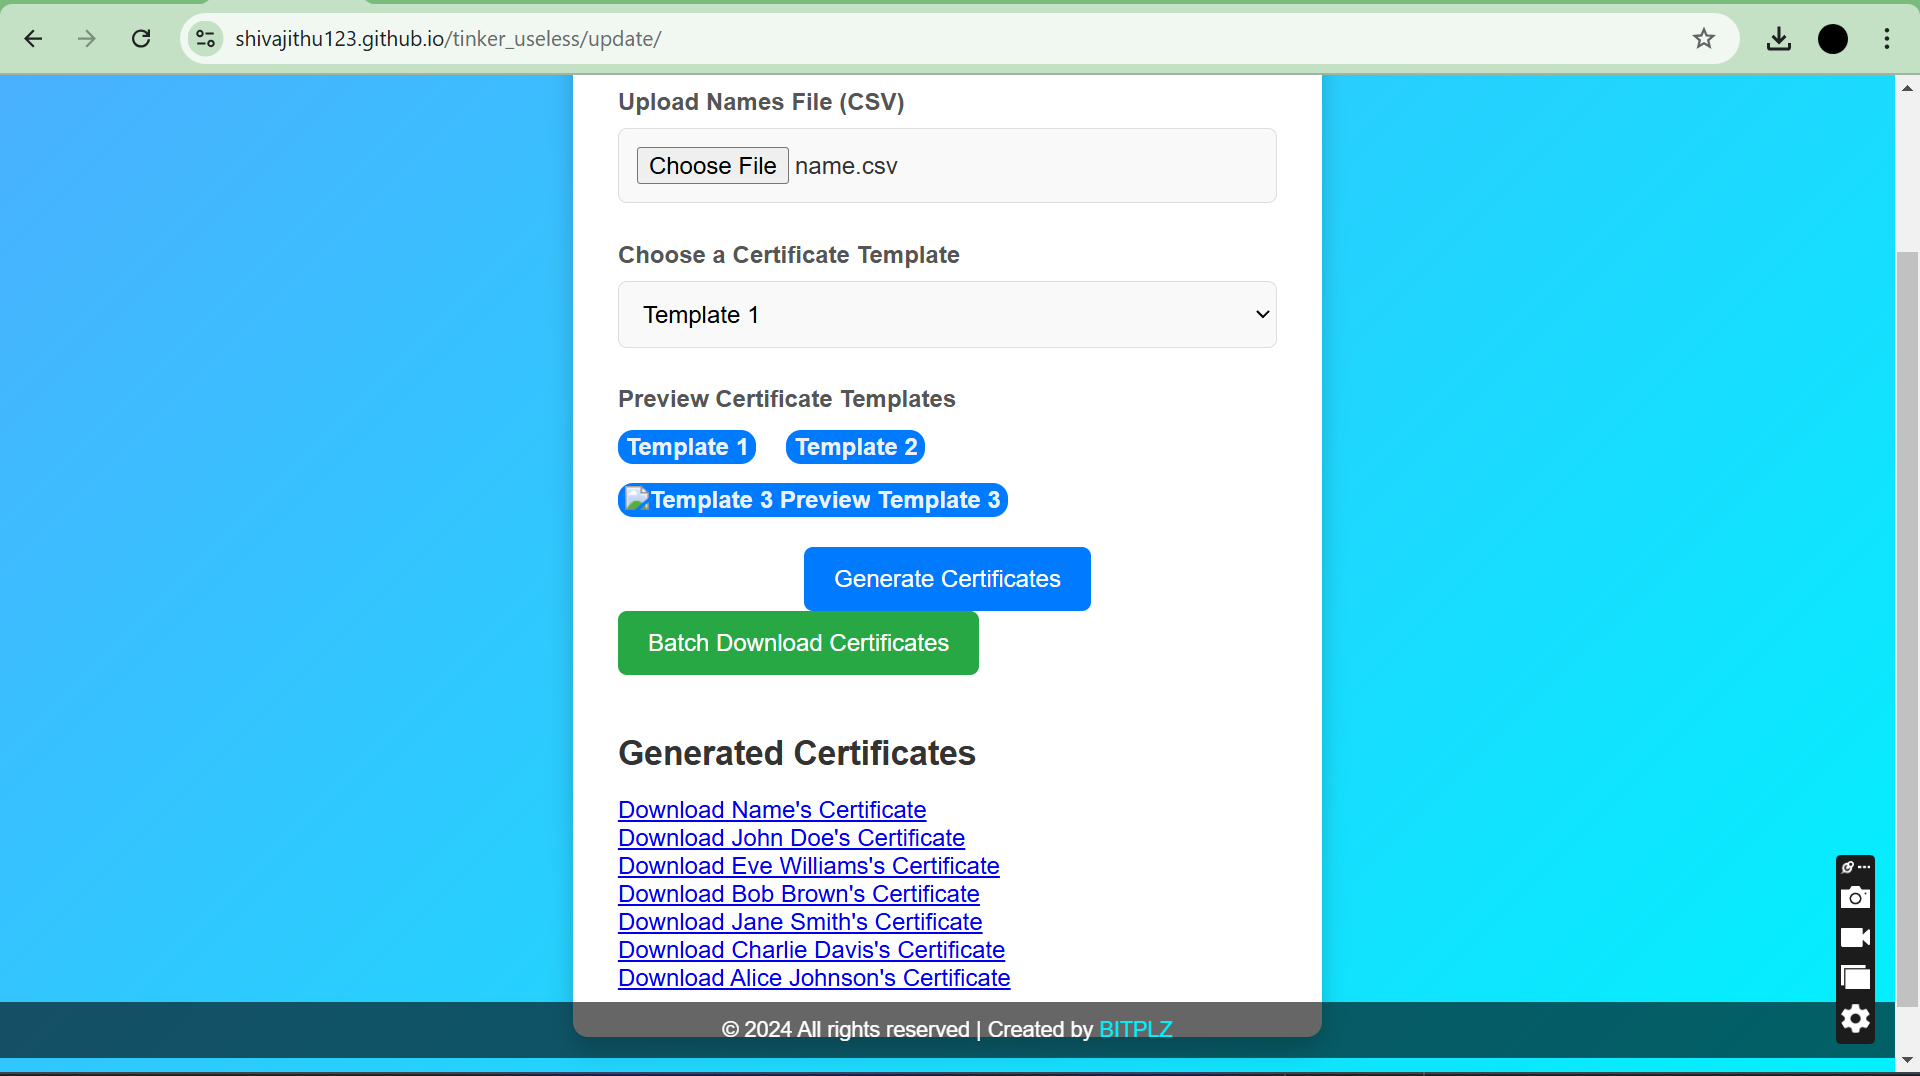 shivajithu123.github.io/tinker_useless/update/
Upload Names File (CSV)
Choose File name.csv
Choose a Certificate Template
Template 1
Preview Certificate Templates
Template 1 Template 2
Template 3 Preview Template 3
Generate Certificates
Batch Download Certificates
Generated Certificates
Download Name's Certificate
Download John Doe's Certificate
Download Eve Williams's Certificate
Download Bob Brown's Certificate
Download Jane Smith's Certificate
Download Charlie Davis's Certificate
Download Alice Johnson's Certificate
© 2024 All rights reserved | Created by BITPLZ